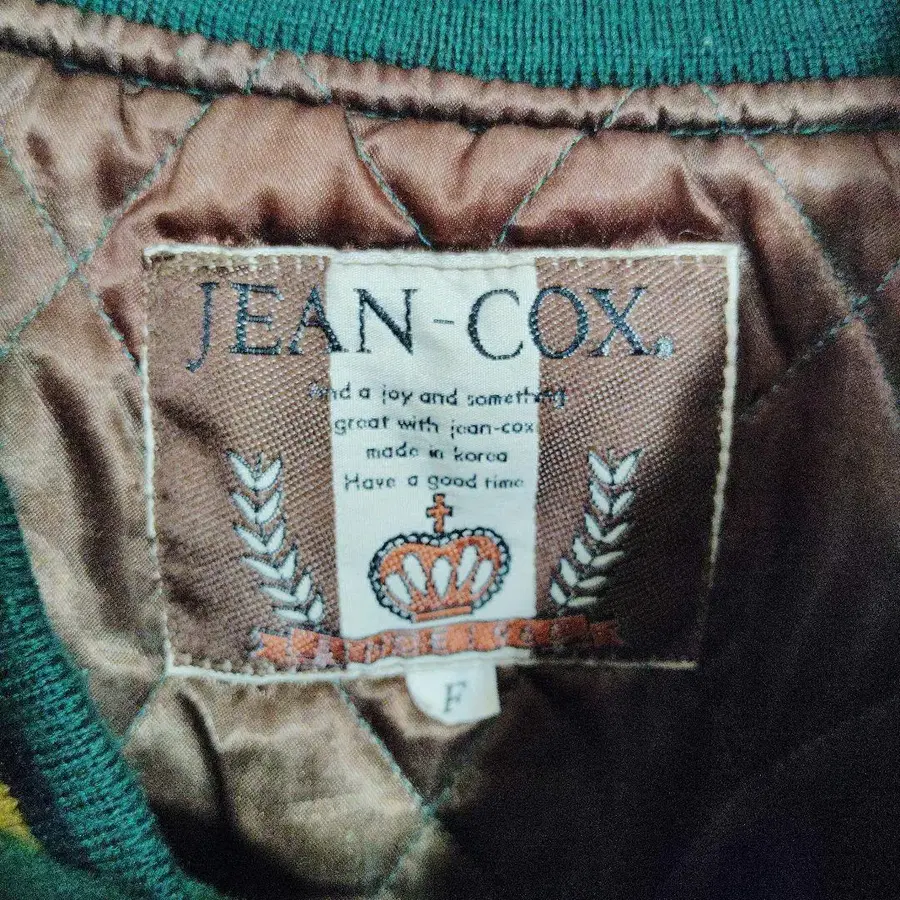 JEAN-COX.
find a joy and something
great with jean-cox
made in korea
Have a good time
F